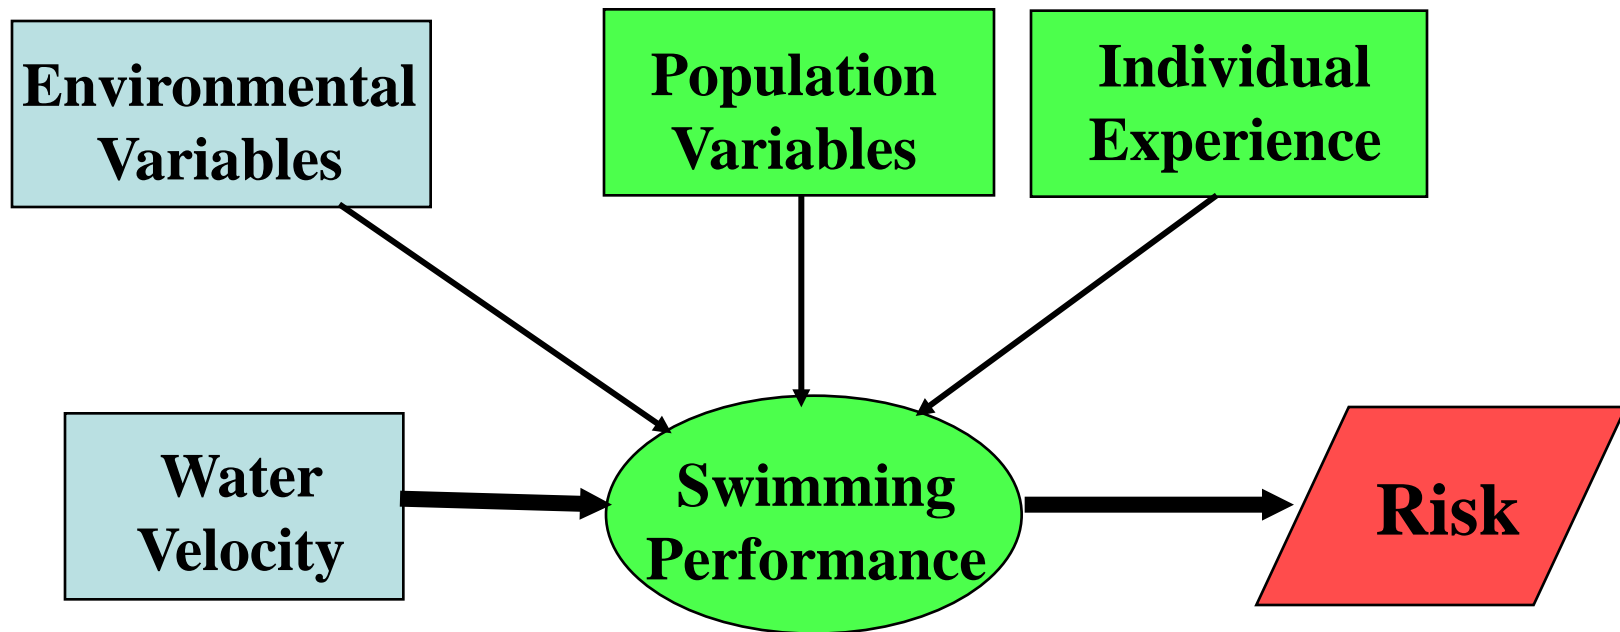 Environmental
Variables
Population
Variables
Individual
Experience
Water
Velocity
Swimming
Performance
Risk